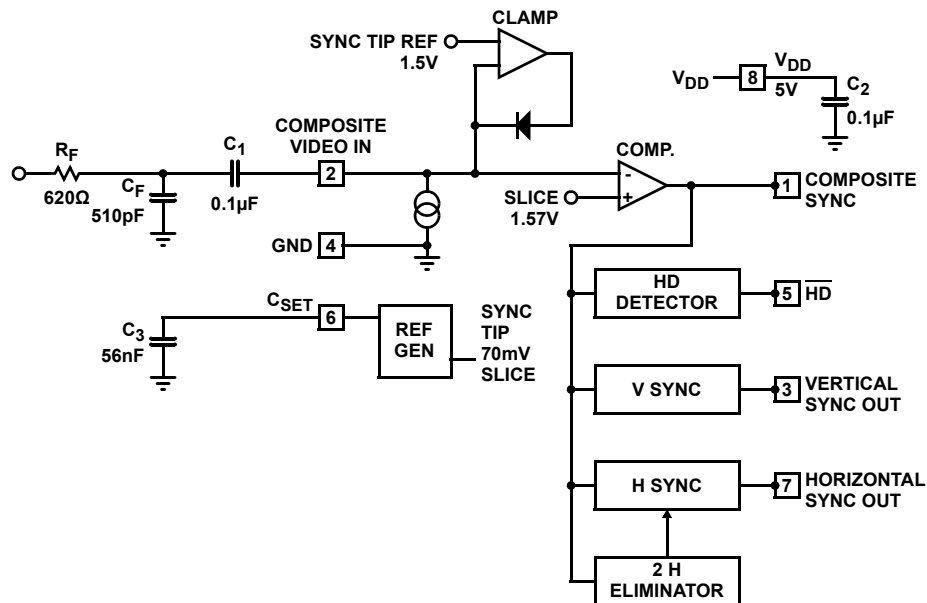 CLAMP
SYNC TIP REF
1.5V
V_DD
8
V_DD
5V
C_2
0.1µF
COMPOSITE
VIDEO IN
R_F
620Ω
C_F
510pF
C_1
0.1µF
2
COMP.
-
+
SLICE
1.57V
1
COMPOSITE
SYNC
GND
4
HD
DETECTOR
5
H̅D̅
C_SET
6
C_3
56nF
REF
GEN
SYNC
TIP
70mV
SLICE
V SYNC
3
VERTICAL
SYNC OUT
H SYNC
7
HORIZONTAL
SYNC OUT
2 H
ELIMINATOR